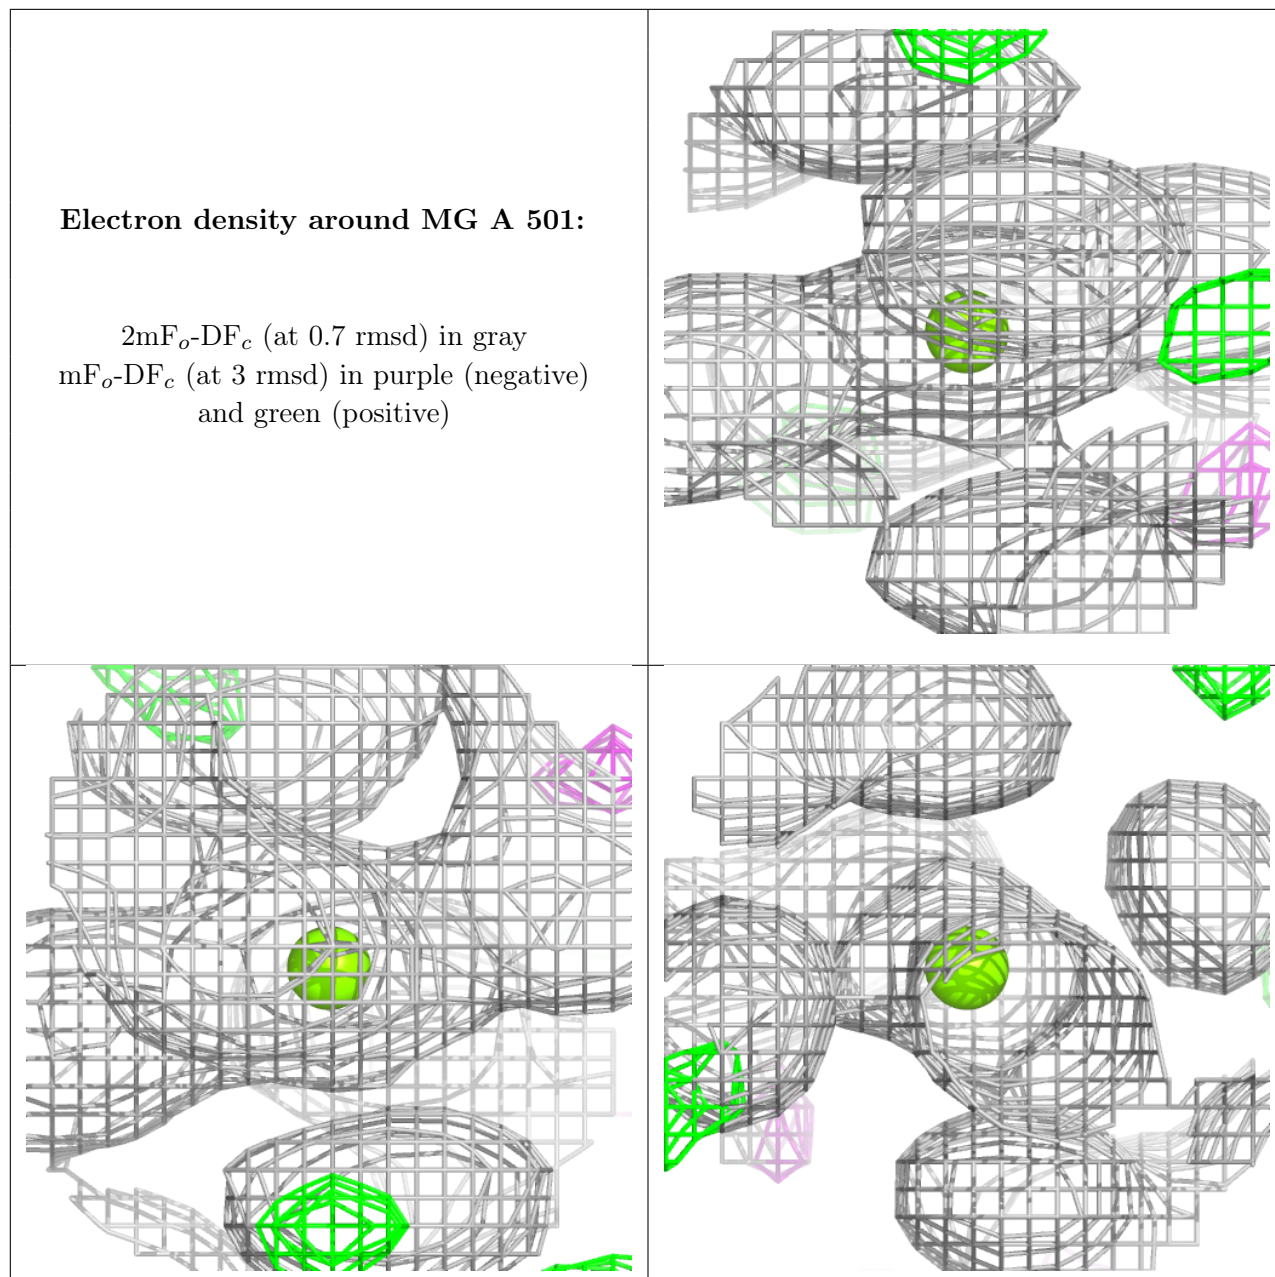 Electron density around MG A 501:
2mFo-DFc (at 0.7 rmsd) in gray
mFo-DFc (at 3 rmsd) in purple (negative)
and green (positive)